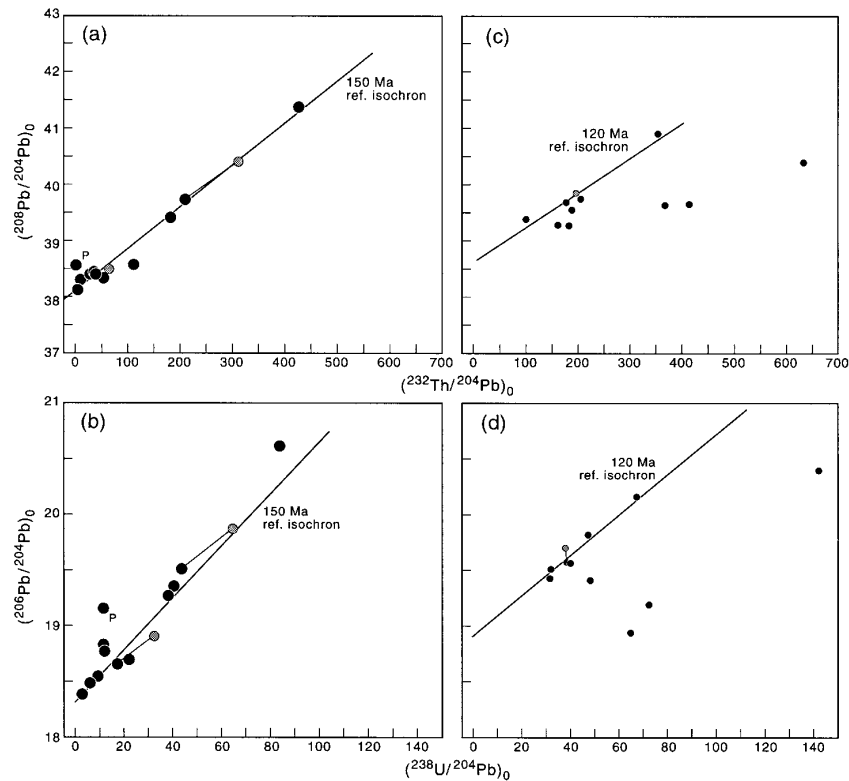 (a)
43
42
41
40
39
38
37
(²⁰⁸Pb/²⁰⁴Pb)₀
150 Ma
ref. isochron
P
0 100 200 300 400 500 600 700
(c)
120 Ma
ref. isochron
0 100 200 300 400 500 600 700
(²³²Th/²⁰⁴Pb)₀
(b)
21
20
19
18
(²⁰⁶Pb/²⁰⁴Pb)₀
150 Ma
ref. isochron
P
0 20 40 60 80 100 120 140
(d)
120 Ma
ref. isochron
0 20 40 60 80 100 120 140
(²³⁸U/²⁰⁴Pb)₀